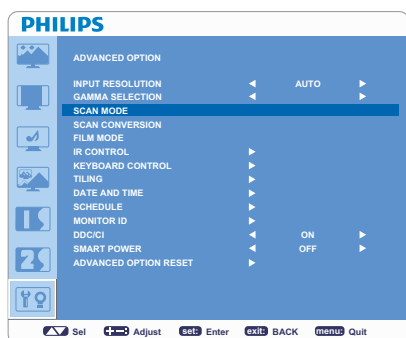 PHILIPS
ADVANCED OPTION
INPUT RESOLUTION AUTO
GAMMA SELECTION
SCAN MODE
SCAN CONVERSION
FILM MODE
IR CONTROL
KEYBOARD CONTROL
TILING
DATE AND TIME
SCHEDULE
MONITOR ID
DDC/CI ON
SMART POWER OFF
ADVANCED OPTION RESET
Sel Adjust set: Enter exit: BACK menu: Quit